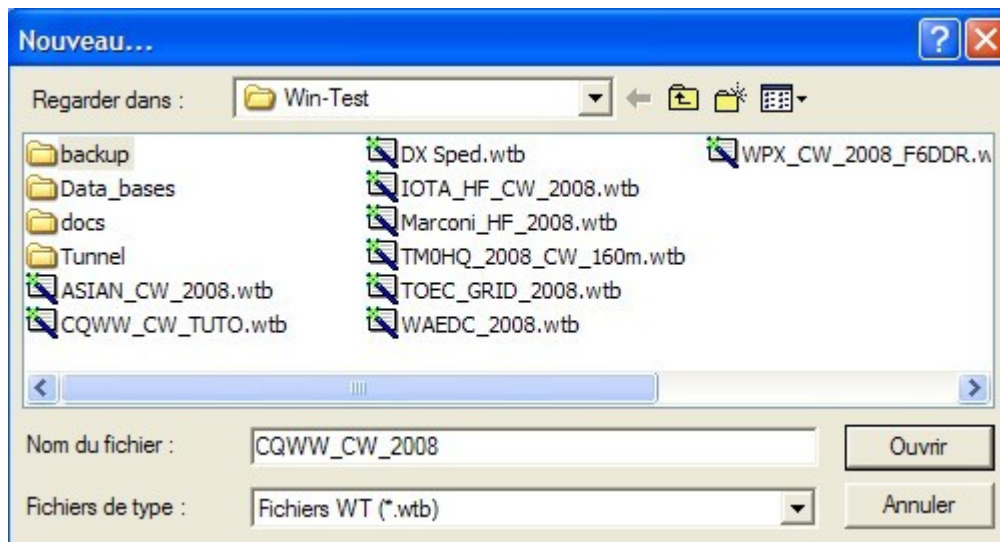 Nouveau...
Regarder dans : Win-Test
backup
Data_bases
docs
Tunnel
ASIAN_CW_2008.wtb
CQWW_CW_TUTO.wtb
DX Sped.wtb
IOTA_HF_CW_2008.wtb
Marconi_HF_2008.wtb
TM0HQ_2008_CW_160m.wtb
TOEC_GRID_2008.wtb
WAEDC_2008.wtb
WPX_CW_2008_F6DDR.w
Nom du fichier : CQWW_CW_2008 Ouvrir
Fichiers de type : Fichiers WT (*.wtb) Annuler